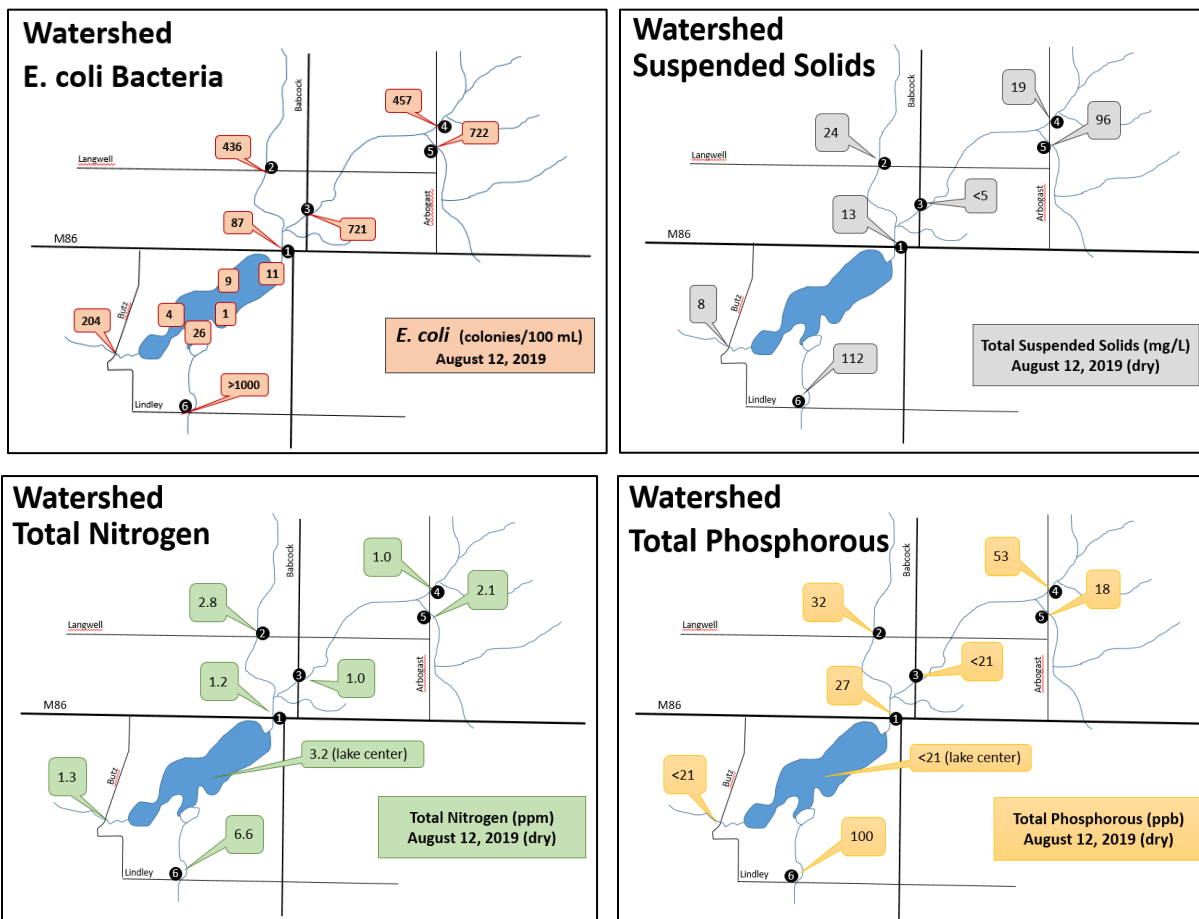 Watershed
E. coli Bacteria
Babcock
457
4
722
5
436
2
Langwell
Arbogast
3
87
721
M86
1
11
9
Butz
4
1
204
26
E. coli (colonies/100 mL)
August 12, 2019
>1000
Lindley
6
Watershed
Suspended Solids
Babcock
19
4
96
24
5
Langwell
2
<5
Arbogast
3
13
M86
1
8
Butz
Total Suspended Solids (mg/L)
August 12, 2019 (dry)
112
Lindley
6
Watershed
Total Nitrogen
Babcock
1.0
4
2.1
2.8
5
Langwell
2
Arbogast
3
1.0
1.2
M86
1
3.2 (lake center)
1.3
Butz
Total Nitrogen (ppm)
August 12, 2019 (dry)
6.6
Lindley
6
Watershed
Total Phosphorous
Babcock
53
4
18
32
5
Langwell
2
<21
Arbogast
3
27
M86
1
<21 (lake center)
<21
Butz
Total Phosphorous (ppb)
August 12, 2019 (dry)
100
Lindley
6